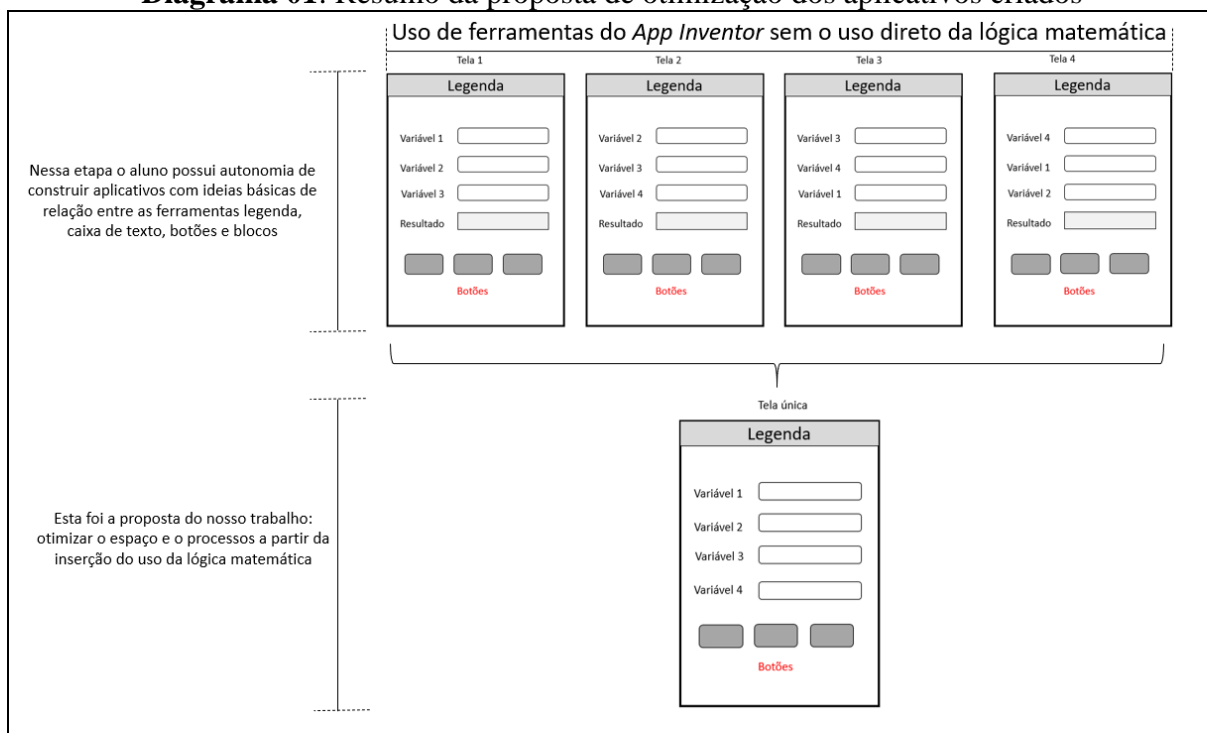 Diagrama 01: Resumo da proposta de otimização dos aplicativos criados
Uso de ferramentas do App Inventor sem o uso direto da lógica matemática
Tela 1
Tela 2
Tela 3
Tela 4
Nessa etapa o aluno possui autonomia de
construir aplicativos com ideias básicas de
relação entre as ferramentas legenda,
caixa de texto, botões e blocos
Legenda
Variável 1
Variável 2
Variável 3
Resultado
Botões
Legenda
Variável 2
Variável 3
Variável 4
Resultado
Botões
Legenda
Variável 3
Variável 4
Variável 1
Resultado
Botões
Legenda
Variável 4
Variável 1
Variável 2
Resultado
Botões
Esta foi a proposta do nosso trabalho:
otimizar o espaço e o processos a partir da
inserção do uso da lógica matemática
Tela única
Legenda
Variável 1
Variável 2
Variável 3
Variável 4
Botões